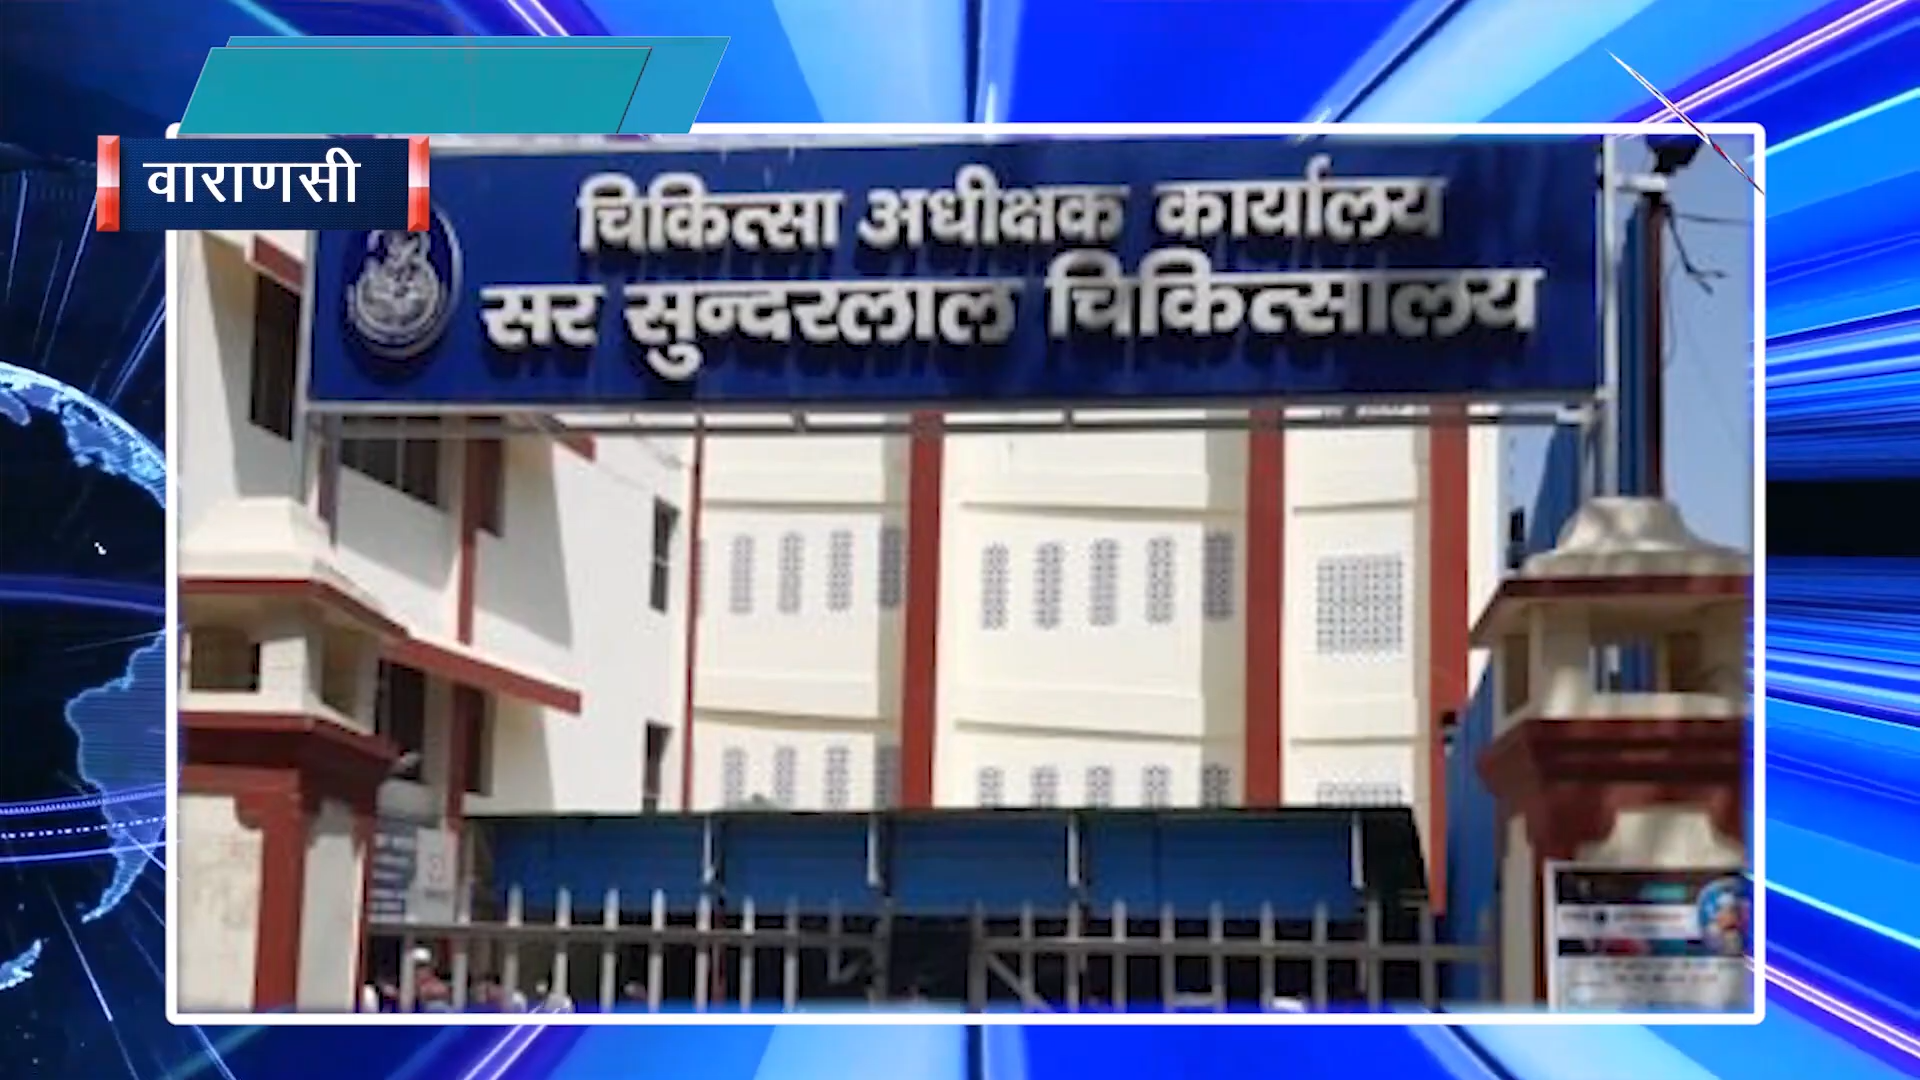 वाराणसी
चिकित्सा अधीक्षक कार्यालय
सर सुन्दरलाल चिकित्सालय